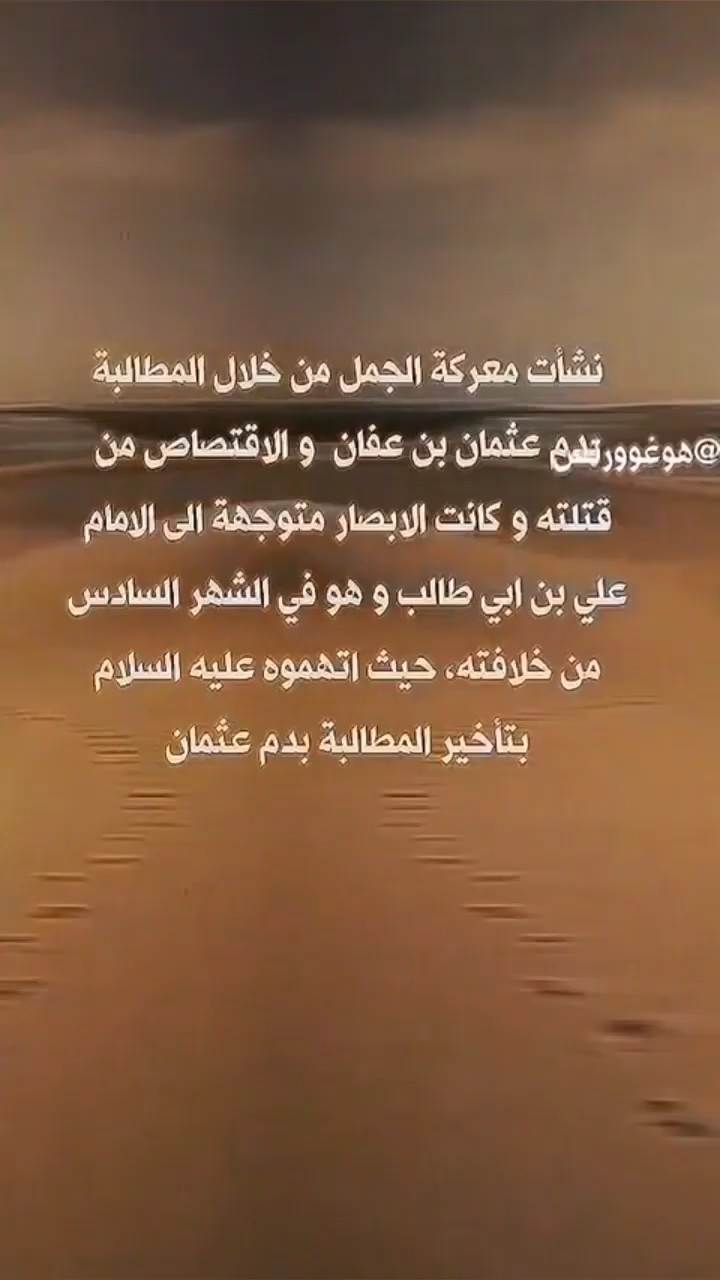 نشأت معركة الجمل من خلال المطالبة
بدم عثمان بن عفان و الاقتصاص من
قتلته و كانت الابصار متوجهة الى الامام
علي بن ابي طالب و هو في الشهر السادس
من خلافته، حيث اتهموه عليه السلام
بتأخير المطالبة بدم عثمان